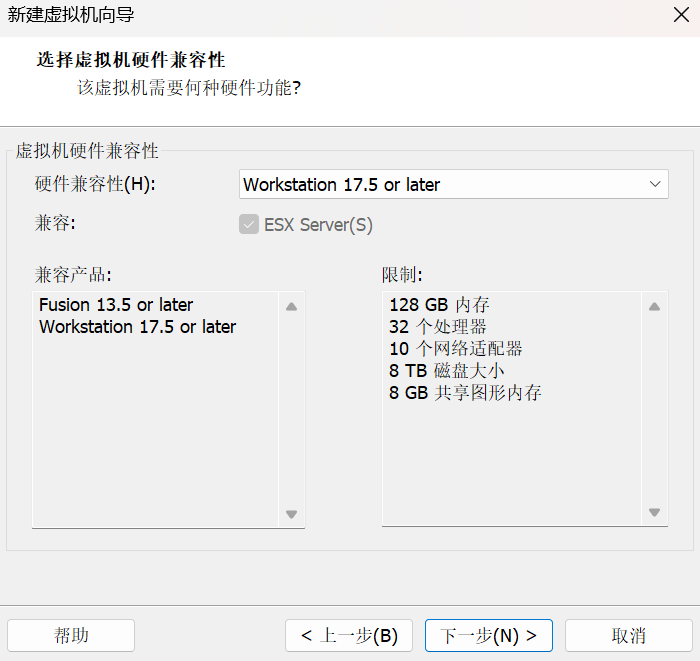 新建虚拟机向导
选择虚拟机硬件兼容性
该虚拟机需要何种硬件功能?
虚拟机硬件兼容性
硬件兼容性(H): Workstation 17.5 or later
兼容: ESX Server(S)
兼容产品:
Fusion 13.5 or later
Workstation 17.5 or later
限制:
128 GB 内存
32 个处理器
10 个网络适配器
8 TB 磁盘大小
8 GB 共享图形内存
帮助 < 上一步(B) 下一步(N) > 取消